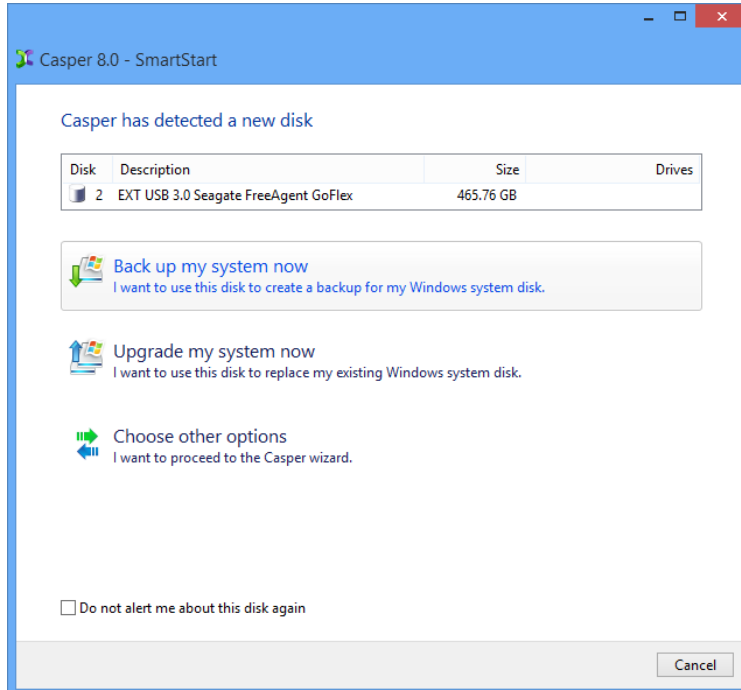 Casper 8.0 - SmartStart
Casper has detected a new disk
Disk Description Size Drives
2 EXT USB 3.0 Seagate FreeAgent GoFlex 465.76 GB
Back up my system now
I want to use this disk to create a backup for my Windows system disk.
Upgrade my system now
I want to use this disk to replace my existing Windows system disk.
Choose other options
I want to proceed to the Casper wizard.
Do not alert me about this disk again
Cancel